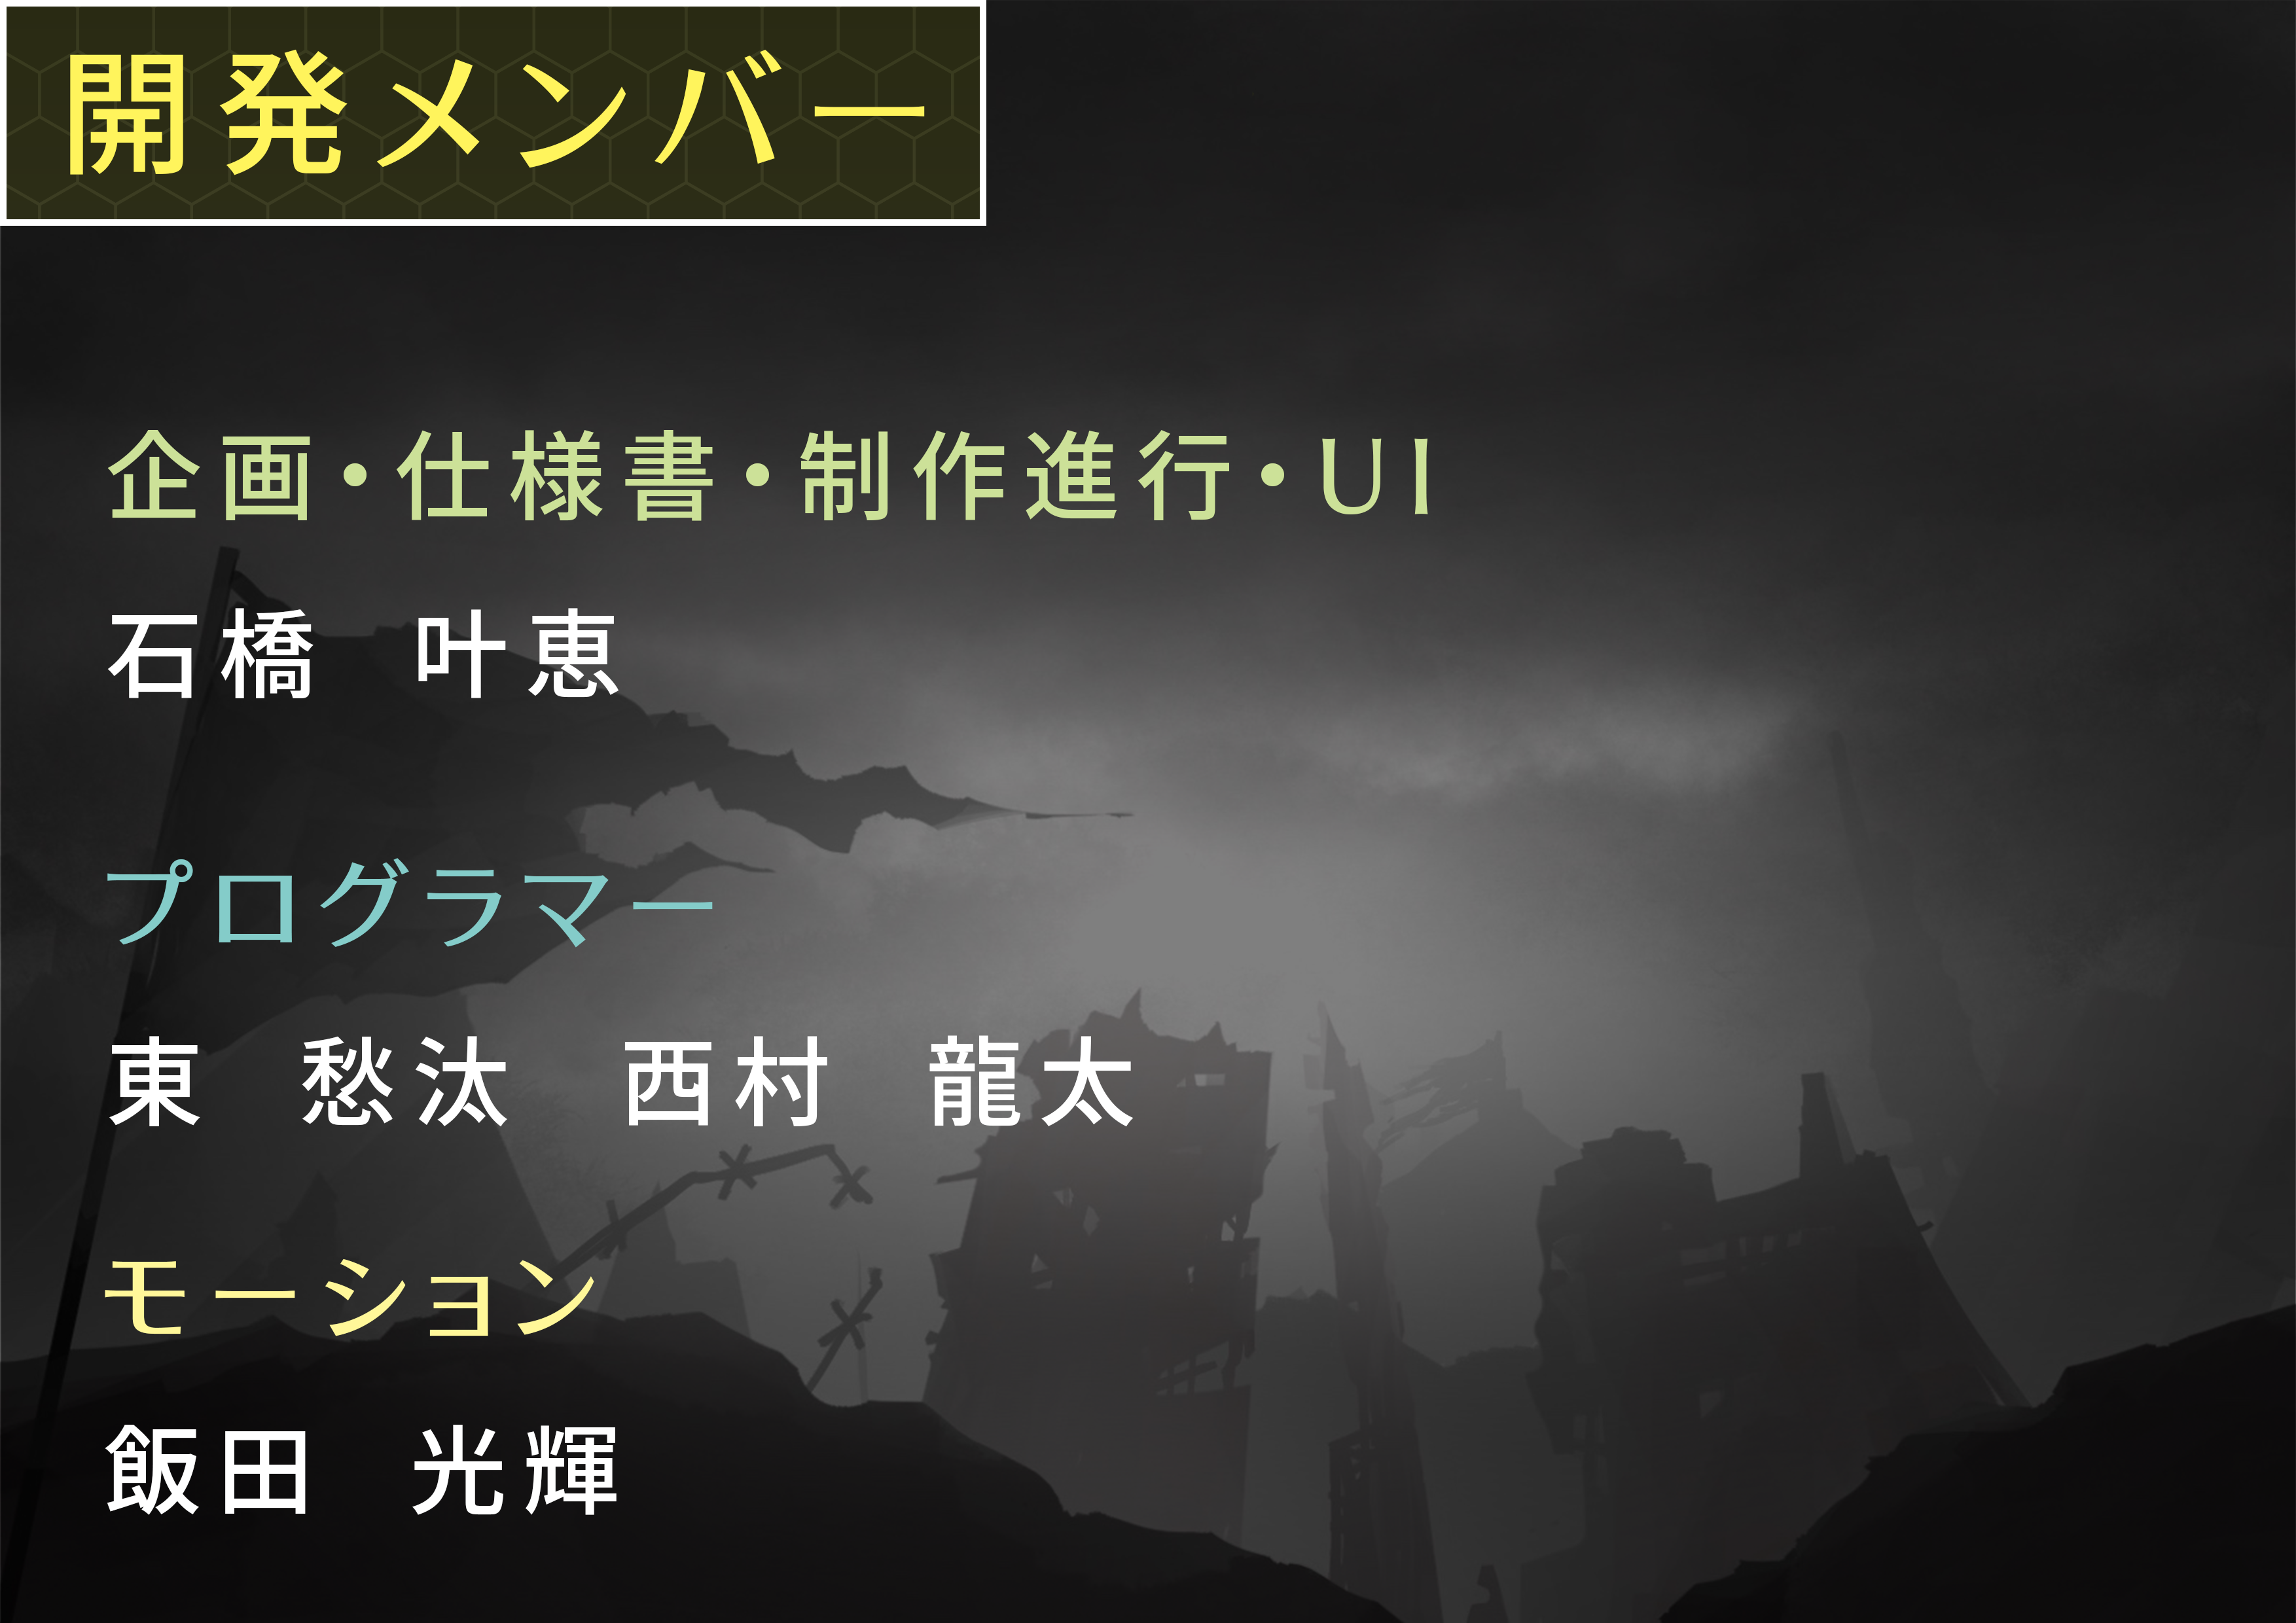 開発メンバー
企画・仕様書・制作進行・UI
石橋　叶恵
プログラマー
東　愁汰　西村　龍太
モーション
飯田　光輝